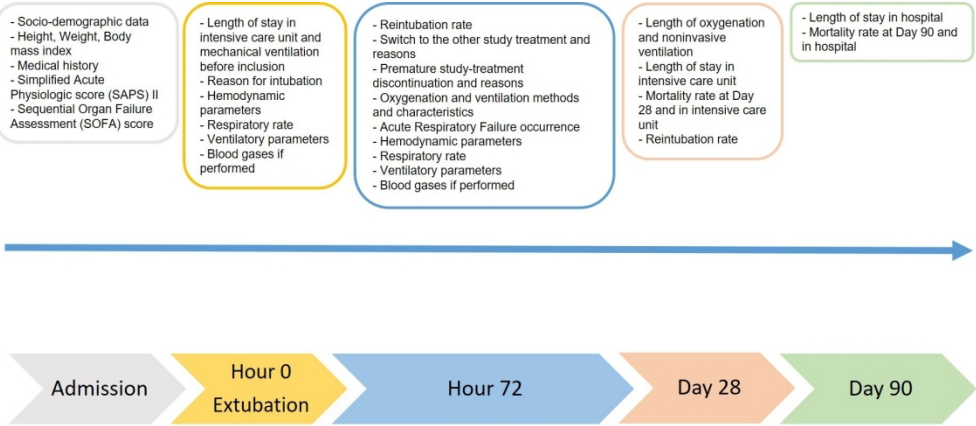 - Socio-demographic data
- Height, Weight, Body
mass index
- Medical history
- Simplified Acute
Physiologic score (SAPS) II
- Sequential Organ Failure
Assessment (SOFA) score
- Length of stay in
intensive care unit and
mechanical ventilation
before inclusion
- Reason for intubation
- Hemodynamic
parameters
- Respiratory rate
- Ventilatory parameters
- Blood gases if
performed
- Reintubation rate
- Switch to the other study treatment and
reasons
- Premature study-treatment
discontinuation and reasons
- Oxygenation and ventilation methods and
characteristics
- Acute Respiratory Failure occurrence
- Hemodynamic parameters
- Respiratory rate
- Ventilatory parameters
- Blood gases if performed
- Length of oxygenation
and noninvasive
ventilation
- Length of stay in
intensive care unit
- Mortality rate at Day
28 and in intensive care
unit
- Reintubation rate
- Length of stay in hospital
- Mortality rate at Day 90 and
in hospital
Admission
Hour 0
Extubation
Hour 72
Day 28
Day 90